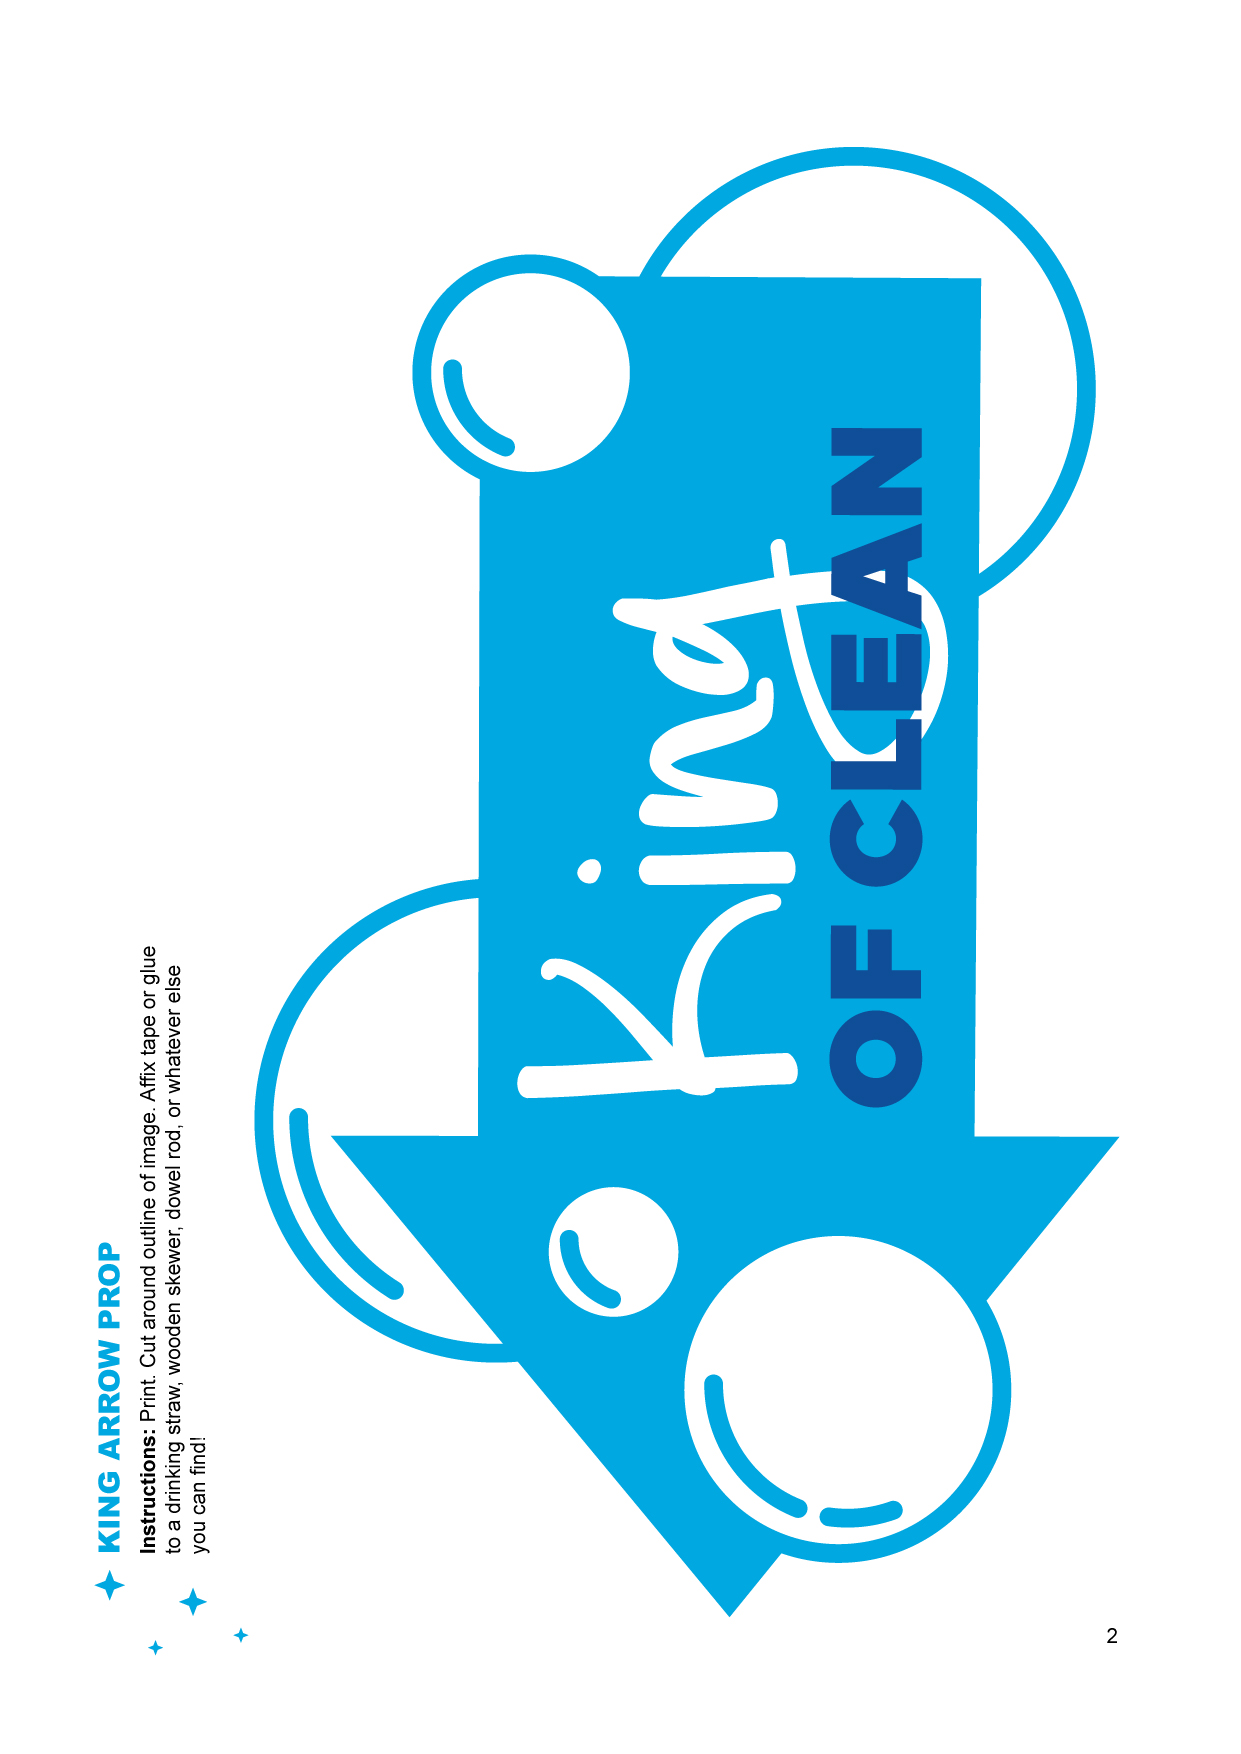 KING ARROW PROP
Instructions: Print. Cut around outline of image. Affix tape or glue
to a drinking straw, wooden skewer, dowel rod, or whatever else
you can find!
King
OF CLEAN
2